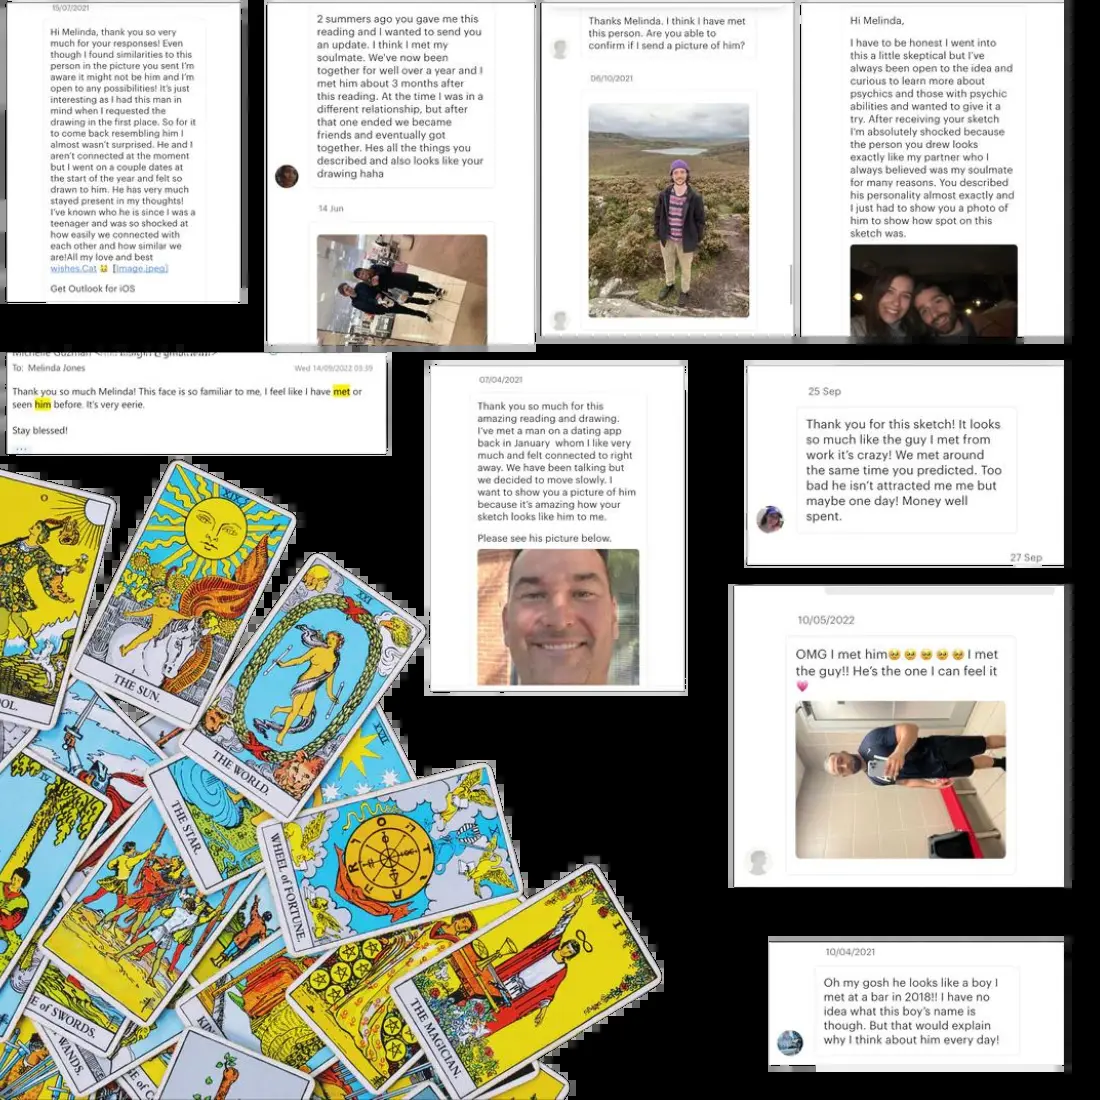 15/07/2021
Hi Melinda, thank you so very
much for your responses! Even
though I found similarities to this
person in the picture you sent I'm
aware it might not be him and I'm
open to any possibilities! It's just
interesting as I had this man in
mind when I requested the
drawing in the first place. So for it
to come back resembling him I
almost wasn't surprised. He and I
aren't connected at the moment
but I went on a couple dates at
the start of the year and felt so
drawn to him. He has very much
stayed present in my thoughts!
I've known who he is since I was a
teenager and was so shocked at
how easily we connected with
each other and how similar we
are!All my love and best
wishes,Cat [Image.jpeg]
Get Outlook for iOS
2 summers ago you gave me this
reading and I wanted to send you
an update. I think I met my
soulmate. We've now been
together for well over a year and I
met him about 3 months after
this reading. At the time I was in a
different relationship, but after
that one ended we became
friends and eventually got
together. Hes all the things you
described and also looks like your
drawing haha
14 Jun
Thanks Melinda. I think I have met
this person. Are you able to
confirm if I send a picture of him?
06/10/2021
Hi Melinda,
I have to be honest I went into
this a little skeptical but I've
always been open to the idea and
curious to learn more about
psychics and those with psychic
abilities and wanted to give it a
try. After receiving your sketch
I'm absolutely shocked because
the person you drew looks
exactly like my partner who I
always believed was my soulmate
for many reasons. You described
his personality almost exactly and
I just had to show you a photo of
him to show how spot on this
sketch was.
Michelle Guzman
To: Melinda Jones
Wed 14/09/2022 03:39
Thank you so much Melinda! This face is so familiar to me, I feel like I have met or
seen him before. It's very eerie.
Stay blessed!
...
07/04/2021
Thank you so much for this
amazing reading and drawing.
I've met a man on a dating app
back in January whom I like very
much and felt connected to right
away. We have been talking but
we decided to move slowly. I
want to show you a picture of him
because it's amazing how your
sketch looks like him to me.
Please see his picture below.
25 Sep
Thank you for this sketch! It looks
so much like the guy I met from
work it's crazy! We met around
the same time you predicted. Too
bad he isn't attracted me me but
maybe one day! Money well
spent.
27 Sep
10/05/2022
OMG I met him🥹🥹🥹🥹🥹I met
the guy!! He's the one I can feel it
💗
10/04/2021
Oh my gosh he looks like a boy I
met at a bar in 2018!! I have no
idea what this boy's name is
though. But that would explain
why I think about him every day!
O
OOL.
XIX
THE SUN.
XXI
THE WORLD.
XVII
THE STAR.
WHEEL of FORTUNE.
I
THE MAGICIAN.
E of SWORDS.
WANDS.